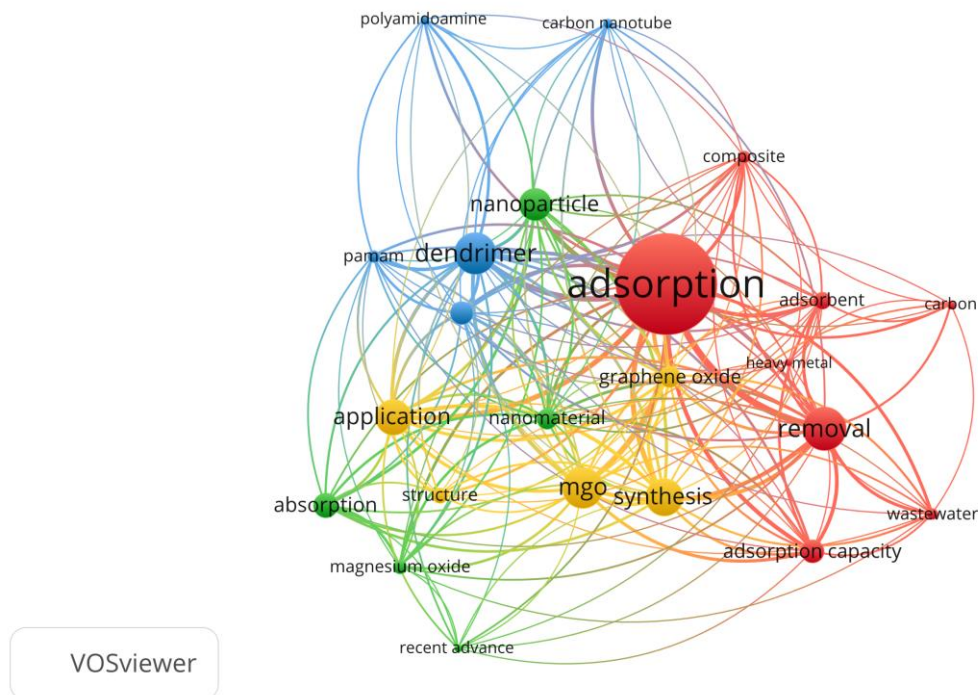 polyamidoamine
carbon nanotube
composite
nanoparticle
pamam
dendrimer
adsorption
adsorbent
carbon
heavy metal
graphene oxide
application
nanomaterial
removal
mgo
synthesis
structure
absorption
wastewater
adsorption capacity
magnesium oxide
recent advance
VOSviewer